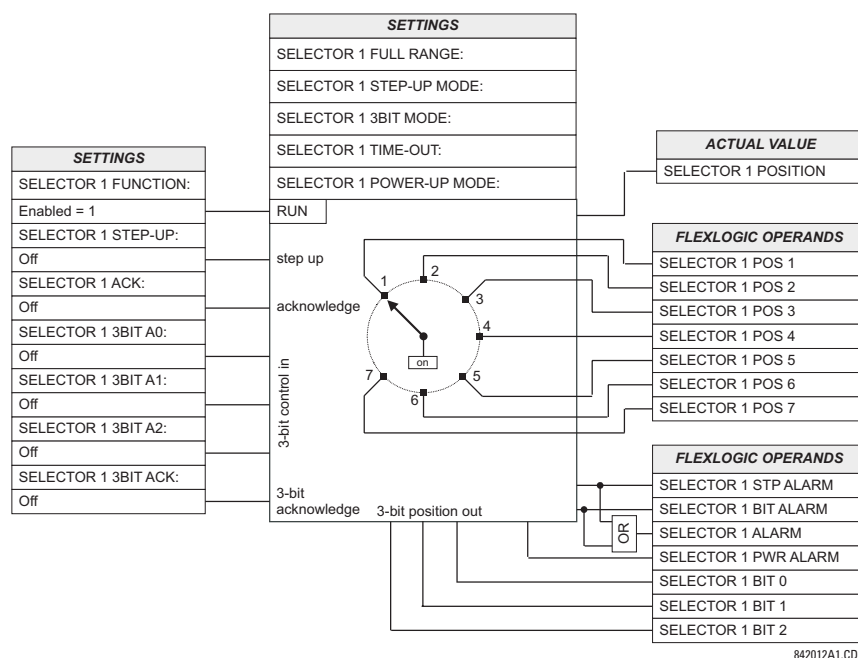 SETTINGS
SELECTOR 1 FULL RANGE:
SELECTOR 1 STEP-UP MODE:
SELECTOR 1 3BIT MODE:
SELECTOR 1 TIME-OUT:
SELECTOR 1 POWER-UP MODE:
SETTINGS
SELECTOR 1 FUNCTION:
Enabled = 1
SELECTOR 1 STEP-UP:
Off
SELECTOR 1 ACK:
Off
SELECTOR 1 3BIT A0:
Off
SELECTOR 1 3BIT A1:
Off
SELECTOR 1 3BIT A2:
Off
SELECTOR 1 3BIT ACK:
Off
RUN
step up
acknowledge
3-bit control in
3-bit
acknowledge
3-bit position out
1
2
3
4
5
6
7
on
ACTUAL VALUE
SELECTOR 1 POSITION
FLEXLOGIC OPERANDS
SELECTOR 1 POS 1
SELECTOR 1 POS 2
SELECTOR 1 POS 3
SELECTOR 1 POS 4
SELECTOR 1 POS 5
SELECTOR 1 POS 6
SELECTOR 1 POS 7
FLEXLOGIC OPERANDS
SELECTOR 1 STP ALARM
SELECTOR 1 BIT ALARM
OR
SELECTOR 1 ALARM
SELECTOR 1 PWR ALARM
SELECTOR 1 BIT 0
SELECTOR 1 BIT 1
SELECTOR 1 BIT 2
842012A1.CD